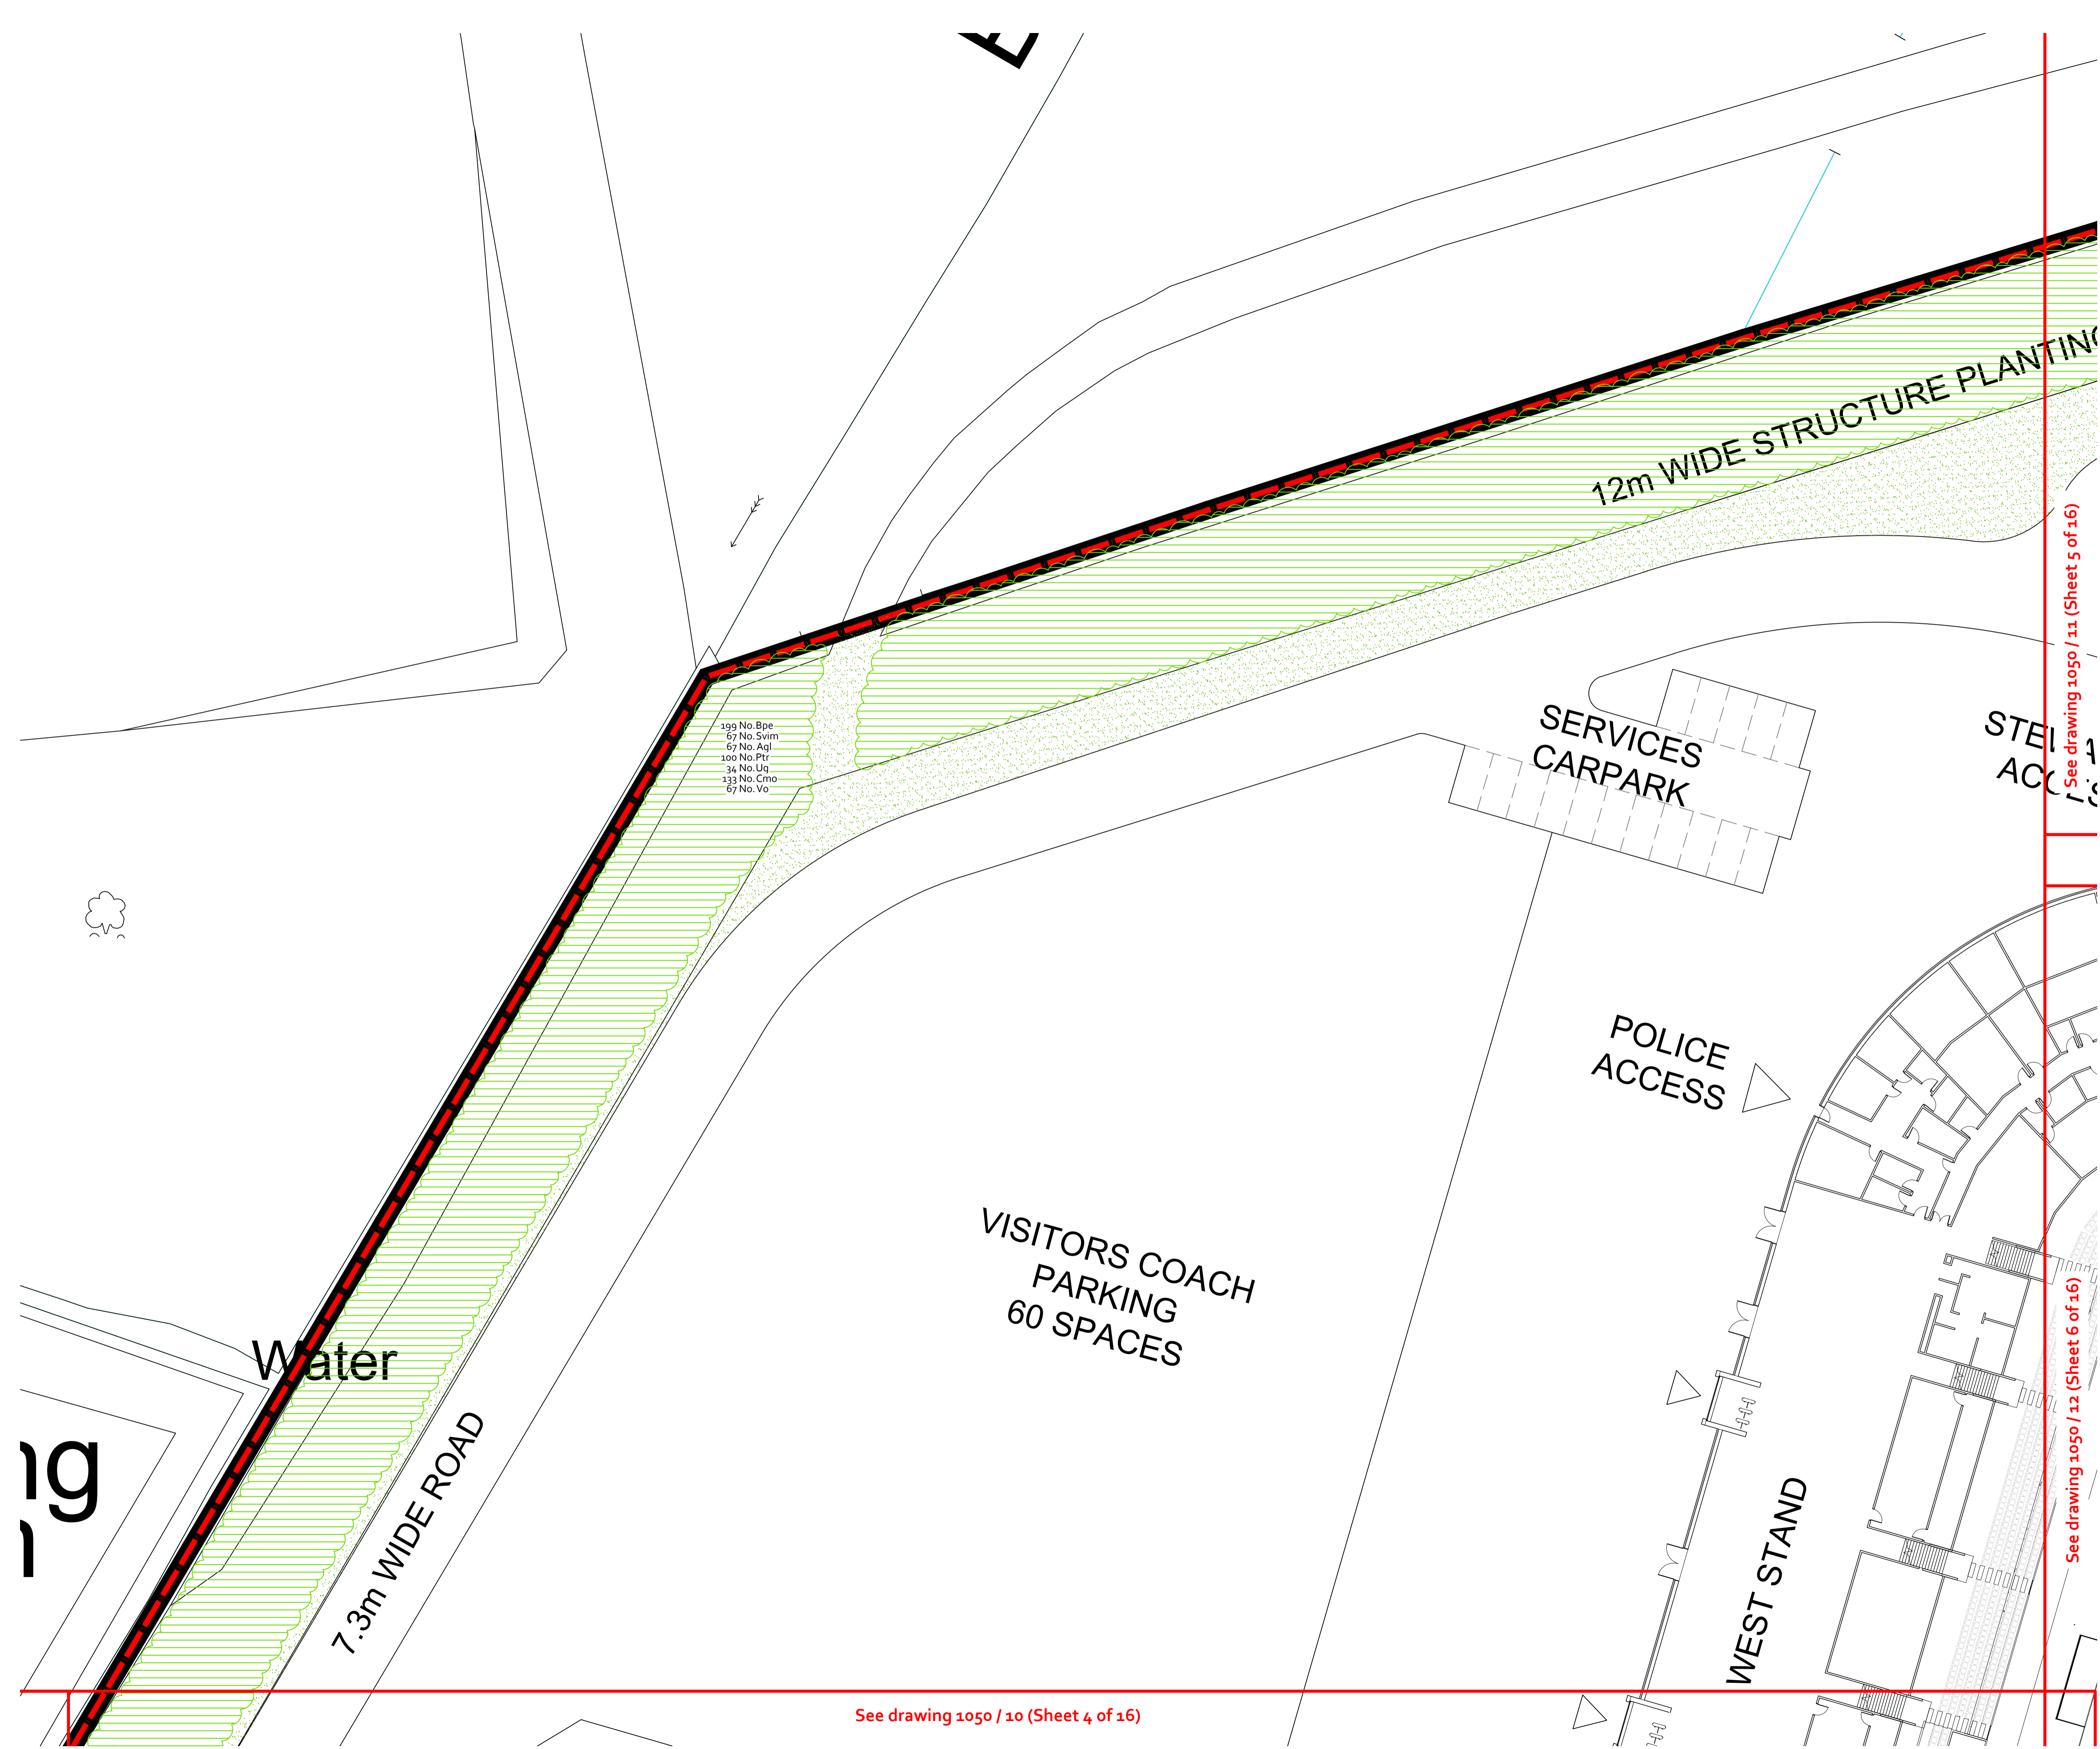 12m WIDE STRUCTURE PLANTING
199 No.Bpe
67 No.Svim
67 No.Agl
100 No.Ptr
34 No.Ug
133 No.Cmo
67 No.Vo
SERVICES
CARPARK
See drawing 1050 / 11 (Sheet 5 of 16)
POLICE
ACCESS
VISITORS COACH
PARKING
60 SPACES
Water
ng
7.3m WIDE ROAD
WEST STAND
See drawing 1050 / 12 (Sheet 6 of 16)
See drawing 1050 / 10 (Sheet 4 of 16)